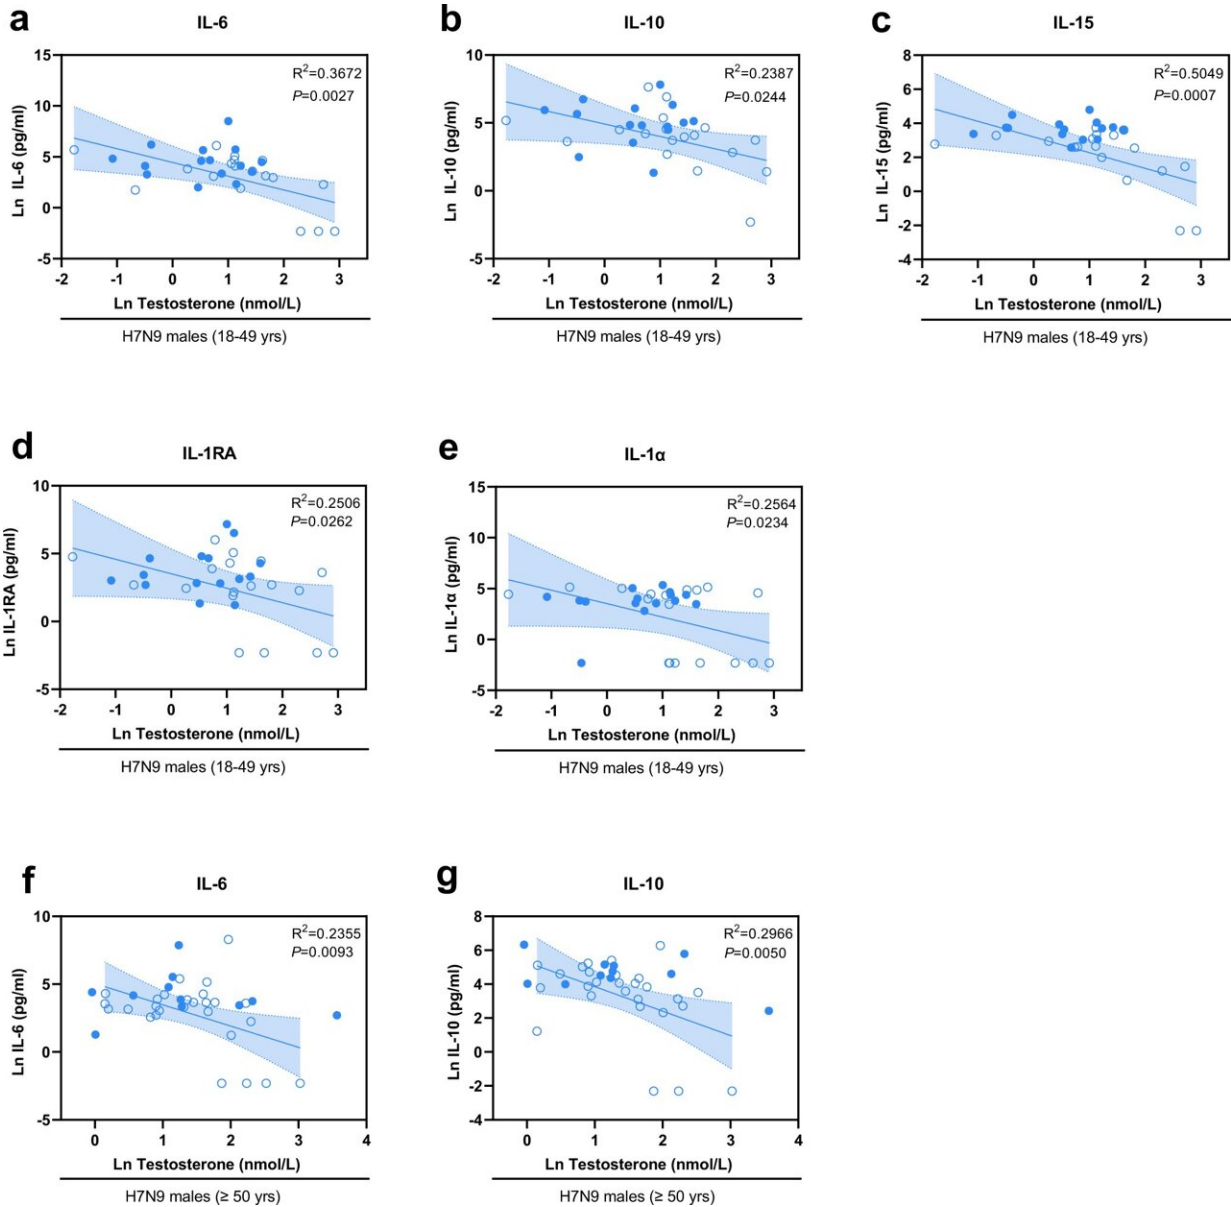 a
IL-6
15
10
5
0
-5
Ln IL-6 (pg/ml)
R²=0.3672
P=0.0027
-2 -1 0 1 2 3
Ln Testosterone (nmol/L)
H7N9 males (18-49 yrs)
b
IL-10
10
5
0
-5
Ln IL-10 (pg/ml)
R²=0.2387
P=0.0244
-2 -1 0 1 2 3
Ln Testosterone (nmol/L)
H7N9 males (18-49 yrs)
c
IL-15
8
6
4
2
0
-2
-4
Ln IL-15 (pg/ml)
R²=0.5049
P=0.0007
-2 -1 0 1 2 3
Ln Testosterone (nmol/L)
H7N9 males (18-49 yrs)
d
IL-1RA
10
5
0
-5
Ln IL-1RA (pg/ml)
R²=0.2506
P=0.0262
-2 -1 0 1 2 3
Ln Testosterone (nmol/L)
H7N9 males (18-49 yrs)
e
IL-1α
15
10
5
0
-5
Ln IL-1α (pg/ml)
R²=0.2564
P=0.0234
-2 -1 0 1 2 3
Ln Testosterone (nmol/L)
H7N9 males (18-49 yrs)
f
IL-6
10
5
0
-5
Ln IL-6 (pg/ml)
R²=0.2355
P=0.0093
0 1 2 3 4
Ln Testosterone (nmol/L)
H7N9 males (≥ 50 yrs)
g
IL-10
8
6
4
2
0
-2
-4
Ln IL-10 (pg/ml)
R²=0.2966
P=0.0050
0 1 2 3 4
Ln Testosterone (nmol/L)
H7N9 males (≥ 50 yrs)